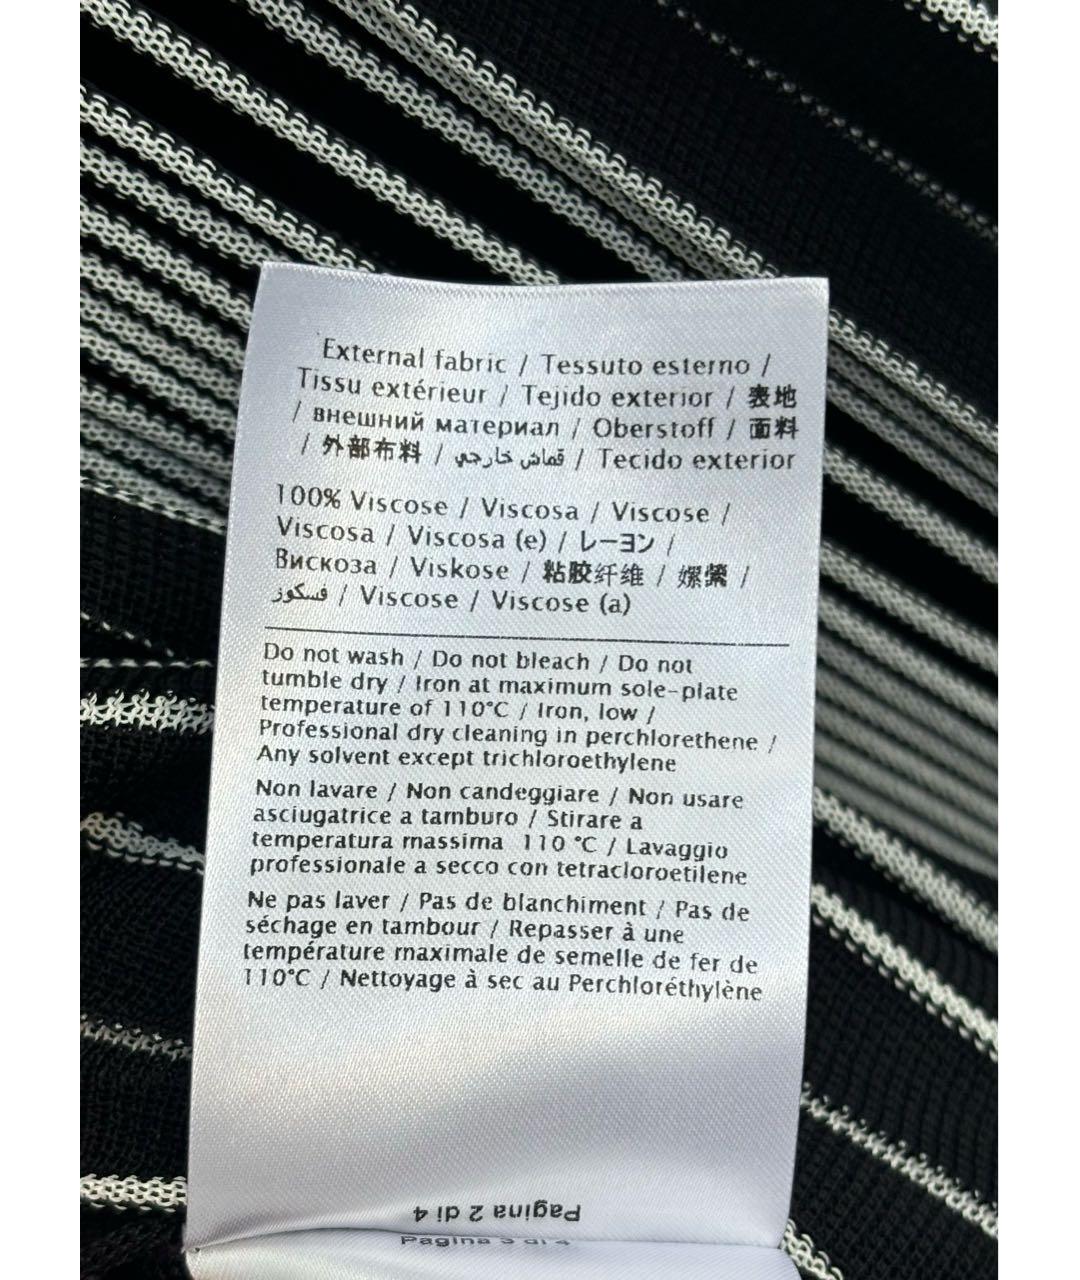 External fabric / Tessuto esterno /
Tissu extérieur / Tejido exterior / 表地
/ внешний материал / Oberstoff / 面料
/ 外部布料 / قماش خارجي / Tecido exterior
100% Viscose / Viscosa / Viscose /
Viscosa / Viscosa (e) / レーヨン /
Вискоза / Viskose / 粘胶纤维 / 嫘縈 /
فسكوز / Viscose / Viscose (a)
Do not wash / Do not bleach / Do not
tumble dry / Iron at maximum sole-plate
temperature of 110°C / Iron, low /
Professional dry cleaning in perchlorethene /
Any solvent except trichloroethylene
Non lavare / Non candeggiare / Non usare
asciugatrice a tamburo / Stirare a
temperatura massima 110 °C / Lavaggio
professionale a secco con tetracloroetilene
Ne pas laver / Pas de blanchiment / Pas de
séchage en tambour / Repasser à une
température maximale de semelle de fer de
110°C / Nettoyage à sec au Perchloréthylène
Pagina 2 di 4
Pagina 3 di 4